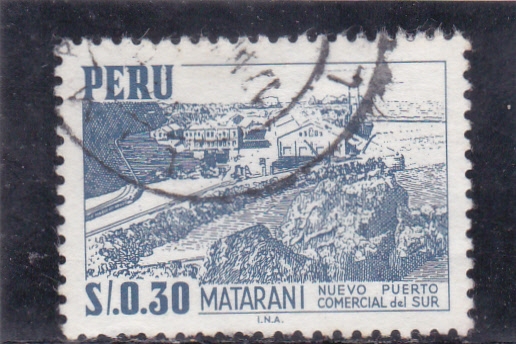 PERU
S/.0.30 MATARANI NUEVO PUERTO
COMERCIAL del SUR
I.N.A.